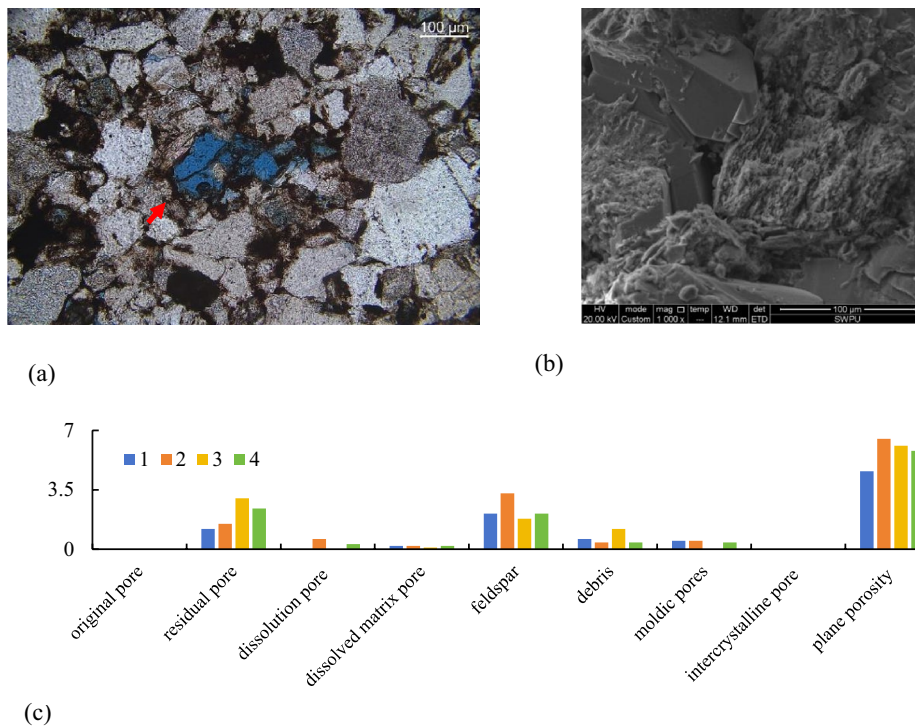 100 µm
HV mode mag temp WD det 100 µm
20.00 kV Custom 1 000 x --- 12.1 mm ETD SWPU
(a)
(b)
7
3.5
0
1 2 3 4
original pore
residual pore
dissolution pore
dissolved matrix pore
feldspar
debris
moldic pores
intercrystalline pore
plane porosity
(c)